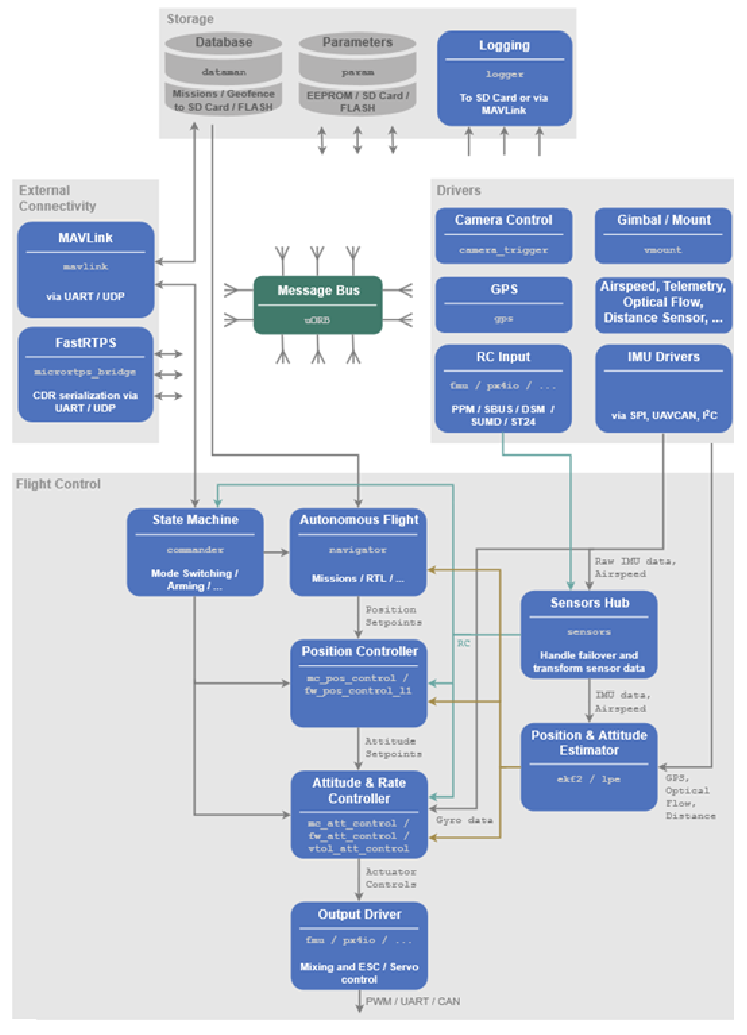 Storage
Database
dataman
Missions / Geofence
to SD Card / FLASH
Parameters
param
EEPROM / SD Card /
FLASH
Logging
logger
To SD Card or via
MAVLink
External
Connectivity
MAVLink
mavlink
via UART / UDP
FastRTPS
micrortps_bridge
CDR serialization via
UART / UDP
Message Bus
uORB
Drivers
Camera Control
camera_trigger
Gimbal / Mount
vmount
GPS
gps
Airspeed, Telemetry,
Optical Flow,
Distance Sensor, ...
RC Input
fmu / px4io / ...
PPM / SBUS / DSM /
SUMD / ST24
IMU Drivers
via SPI, UAVCAN, I²C
Flight Control
State Machine
commander
Mode Switching /
Arming / ...
Autonomous Flight
navigator
Missions / RTL / ...
Raw IMU data,
Airspeed
Position
Setpoints
Sensors Hub
sensors
Handle failover and
transform sensor data
RC
Position Controller
mc_pos_control /
fw_pos_control_l1
IMU data,
Airspeed
Attitude
Setpoints
Position & Attitude
Estimator
ekf2 / lpe
GPS,
Optical
Flow,
Distance
Attitude & Rate
Controller
mc_att_control /
fw_att_control /
vtol_att_control
Gyro data
Actuator
Controls
Output Driver
fmu / px4io / ...
Mixing and ESC / Servo
control
PWM / UART / CAN